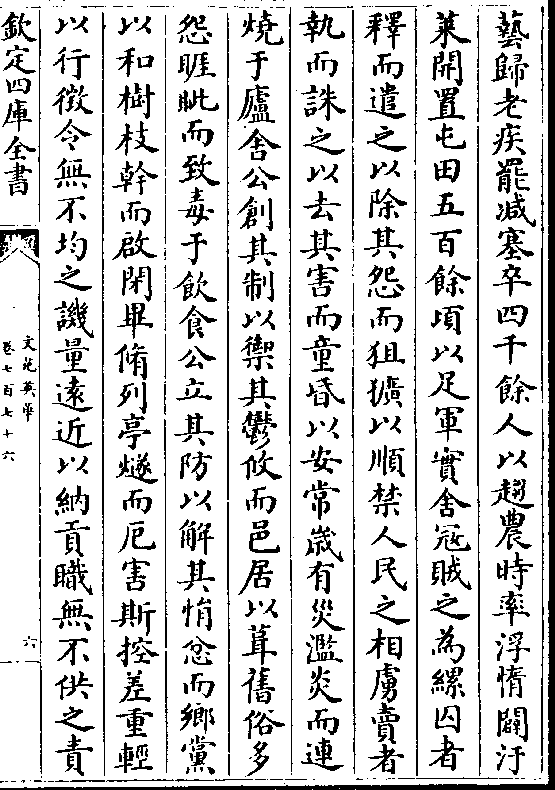 藝歸老疾罷減塞卒四千餘人以趨農時率浮惰闢汙
萊開置屯田五百餘頃以足軍實舍冦賊之為縲囚者
釋而遣之以除其怨而狙獷以順禁人民之相虜賣者
執而誅之以去其害而童昏以安常嵗有災濫炎而連
燒于廬舍公創其制以禦其鬱攸而邑居以葺舊俗多
怨睚眦而致毒于飲食公立其防以解其悁忿而鄉黨
以和樹枝幹而啟閉畢脩列亭燧而厄害斯控差重輕
以行徴令無不均之譏量逺近以納貢職無不供之責
欽定四庫全書
文苑英華
卷七百七十六
六